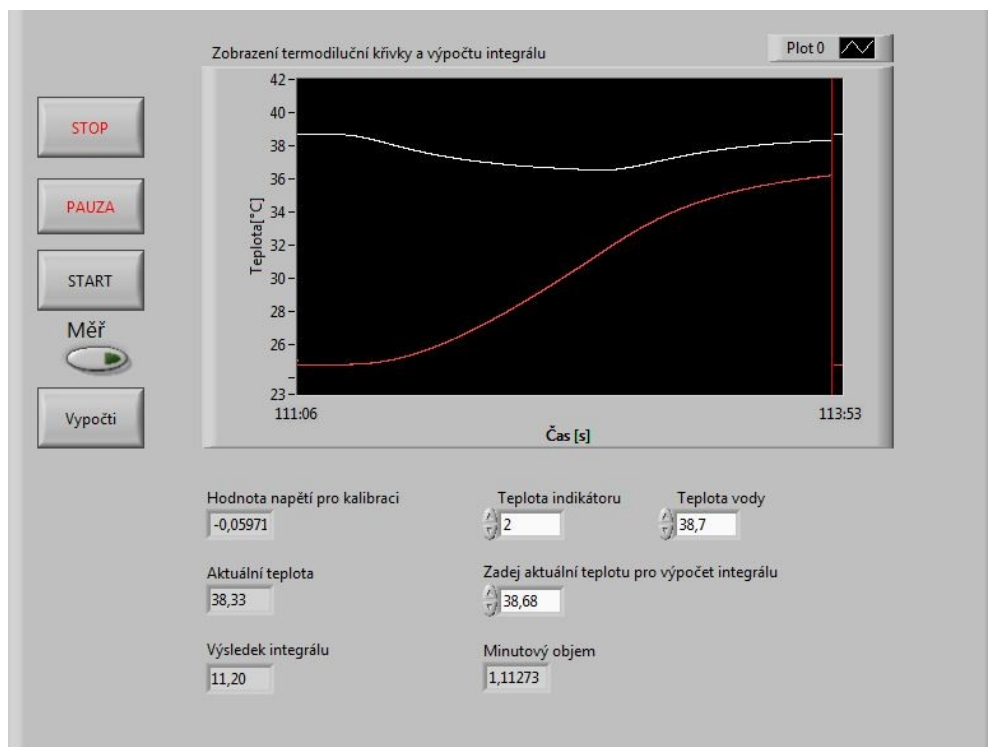 Zobrazení termodiluční křivky a výpočtu integrálu
Plot 0
STOP
PAUZA
START
Měř
Vypočti
Teplota[°C]
42
40
38
36
34
32
30
28
26
23
111:06
113:53
Čas [s]
Hodnota napětí pro kalibraci
-0,05971
Teplota indikátoru
2
Teplota vody
38,7
Aktuální teplota
38,33
Zadej aktuální teplotu pro výpočet integrálu
38,68
Výsledek integrálu
11,20
Minutový objem
1,11273